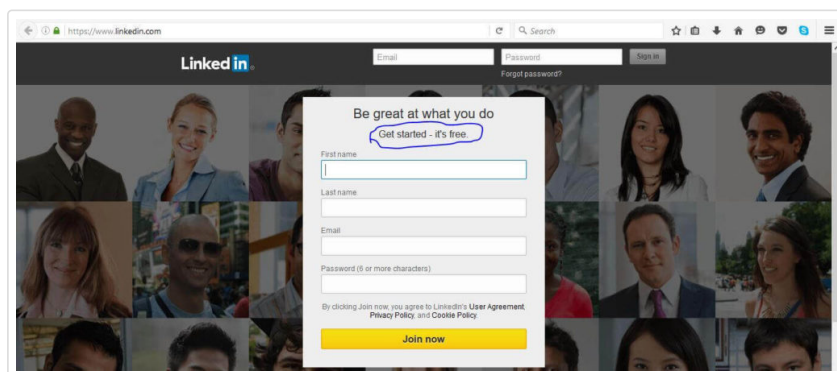 https://www.linkedin.com
Search
Linked in
Email
Password
Sign in
Forgot password?
Be great at what you do
Get started - it's free.
First name
Last name
Email
Password (6 or more characters)
By clicking Join now, you agree to LinkedIn's User Agreement,
Privacy Policy, and Cookie Policy.
Join now